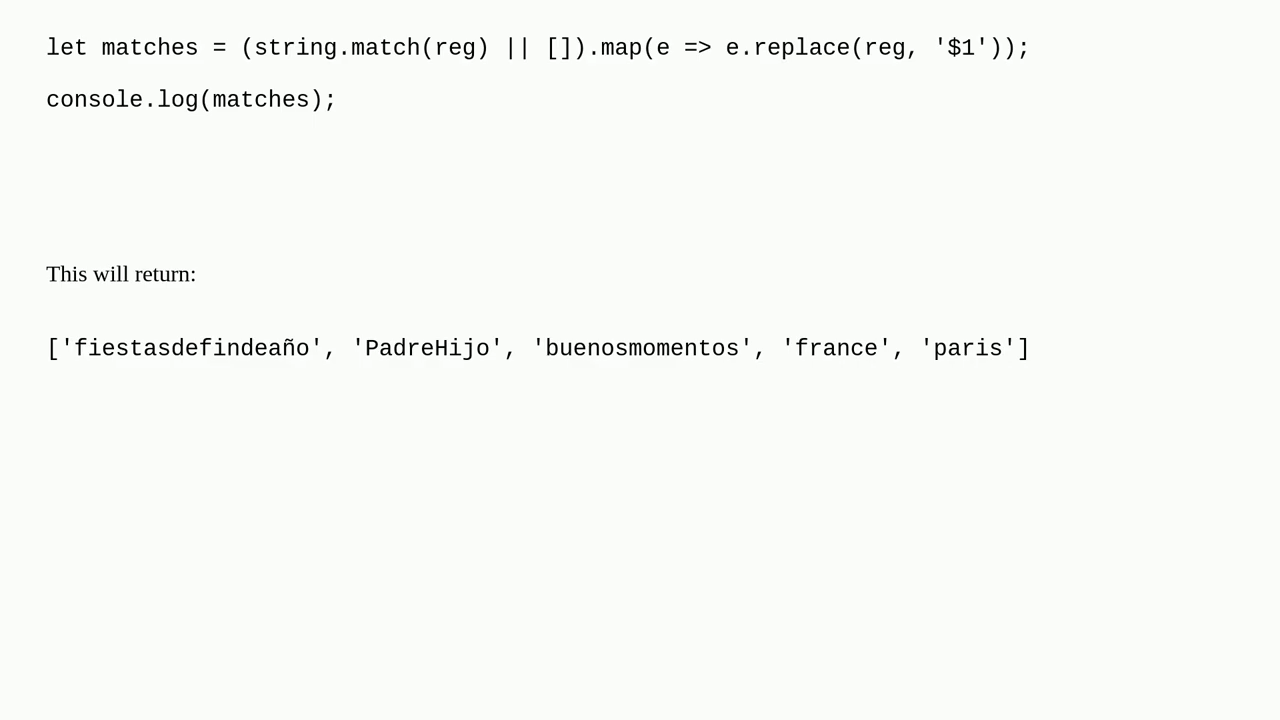 let matches = (string.match(reg) || []).map(e => e.replace(reg, '$1'));
console.log(matches);
This will return:
['fiestasdefindeaño', 'PadreHijo', 'buenosmomentos', 'france', 'paris']